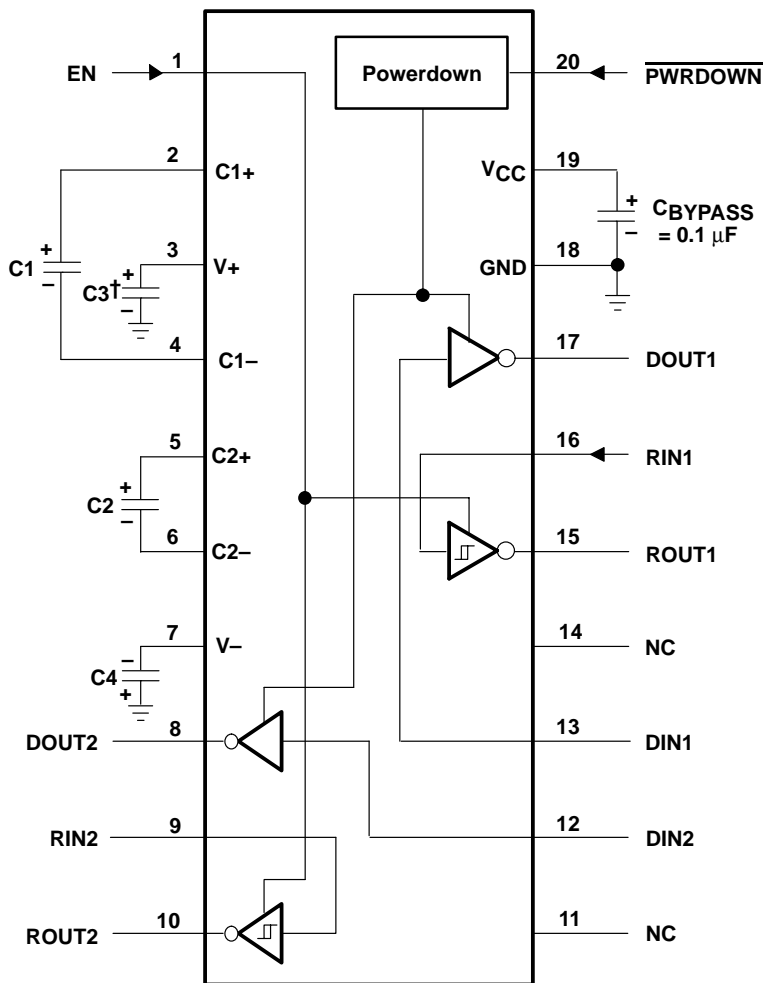 EN
1
Powerdown
20
PWRDOWN
2
C1+
VCC
19
+
CBYPASS
–
= 0.1 µF
+
C1
–
3
V+
+
C3†
–
GND
18
4
C1–
17
DOUT1
5
C2+
16
RIN1
+
C2
–
6
C2–
15
ROUT1
7
V–
14
NC
–
C4
+
DOUT2
8
13
DIN1
RIN2
9
12
DIN2
ROUT2
10
11
NC